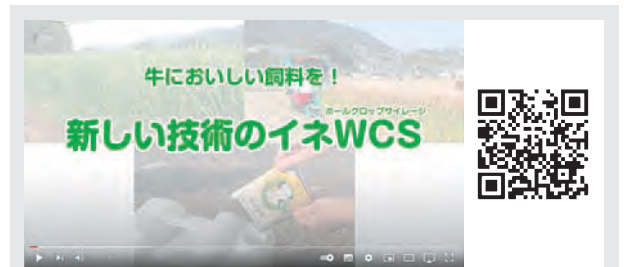 牛においしい飼料を！
ホールクロップサイレージ
新しい技術のイネWCS